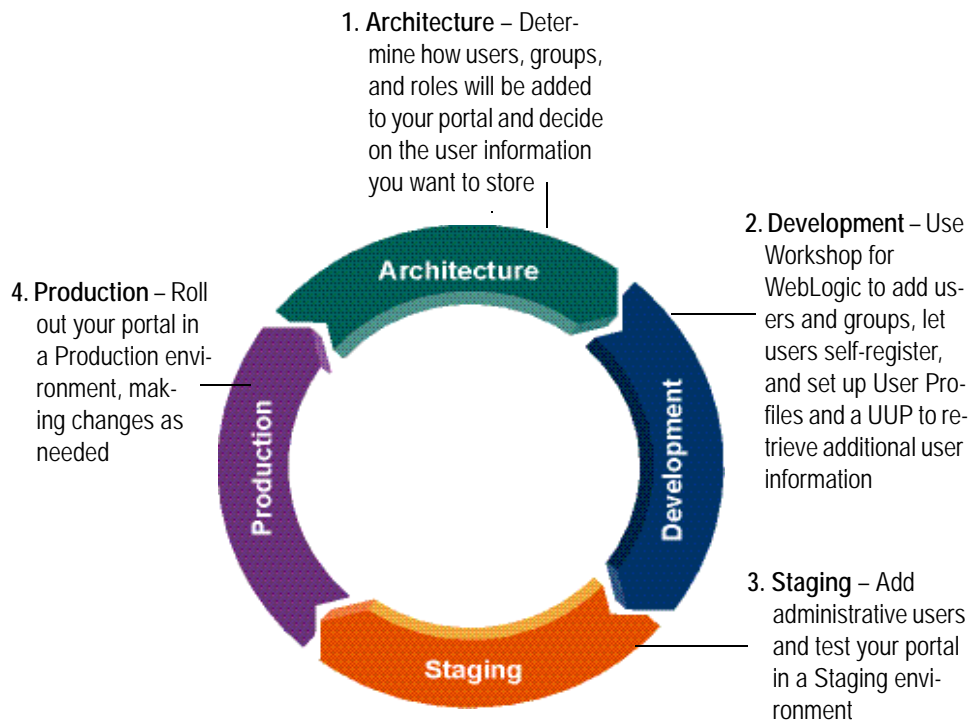 1. Architecture – Deter-
mine how users, groups,
and roles will be added
to your portal and decide
on the user information
you want to store
Architecture
2. Development – Use
Workshop for
WebLogic to add us-
ers and groups, let
users self-register,
and set up User Pro-
files and a UUP to re-
trieve additional user
information
Development
3. Staging – Add
administrative users
and test your portal
in a Staging envi-
ronment
Staging
4. Production – Roll
out your portal in
a Production envi-
ronment, mak-
ing changes as
needed
Production